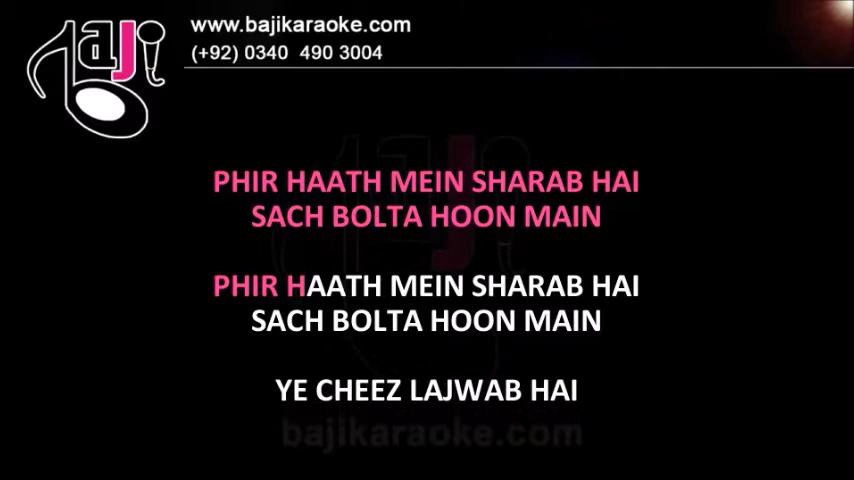 www.bajikaraoke.com
(+92) 0340 490 3004
baji
PHIR HAATH MEIN SHARAB HAI
SACH BOLTA HOON MAIN
PHIR HAATH MEIN SHARAB HAI
SACH BOLTA HOON MAIN
YE CHEEZ LAJWAB HAI
bajikaraoke.com